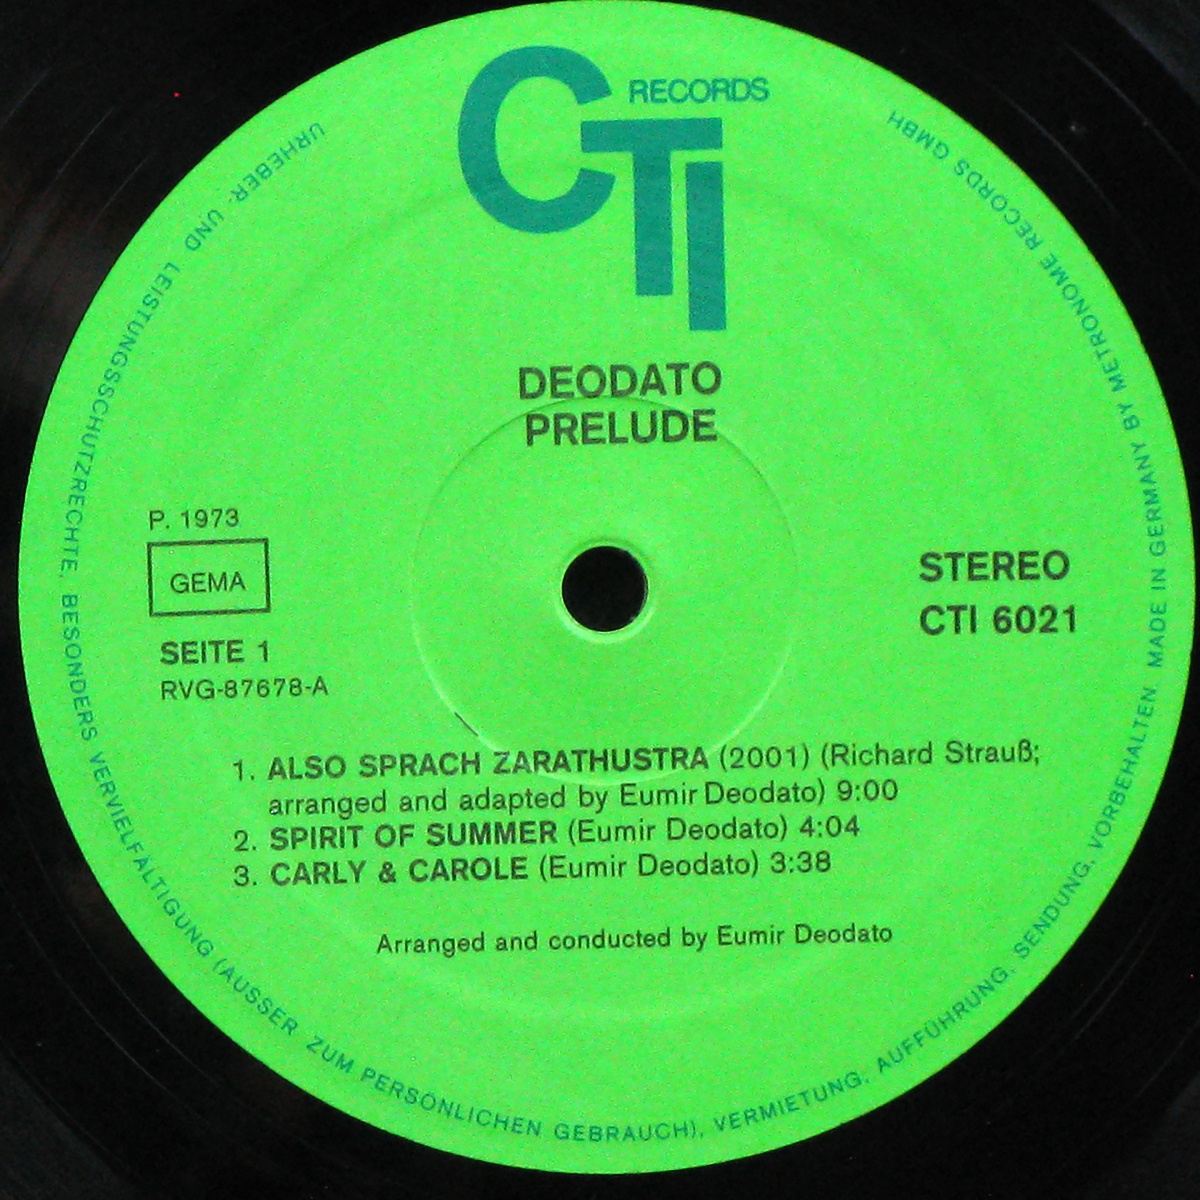 CTI RECORDS
DEODATO
PRELUDE
P. 1973
GEMA
SEITE 1
RVG-87678-A
STEREO
CTI 6021
1. ALSO SPRACH ZARATHUSTRA (2001) (Richard Strauß;
arranged and adapted by Eumir Deodato) 9:00
2. SPIRIT OF SUMMER (Eumir Deodato) 4:04
3. CARLY & CAROLE (Eumir Deodato) 3:38
Arranged and conducted by Eumir Deodato
URHEBER- UND LEISTUNGSSCHUTZRECHTE, BESONDERS VERVIELFÄLTIGUNG (AUSSER ZUM PERSÖNLICHEN GEBRAUCH), VERMIETUNG, AUFFÜHRUNG, SENDUNG, VORBEHALTEN. MADE IN GERMANY BY METRONOME RECORDS GMBH